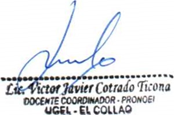 Lic. Victor Javier Cotrado Ticona
DOCENTE COORDINADOR - PRONOEI
UGEL - EL COLLAO